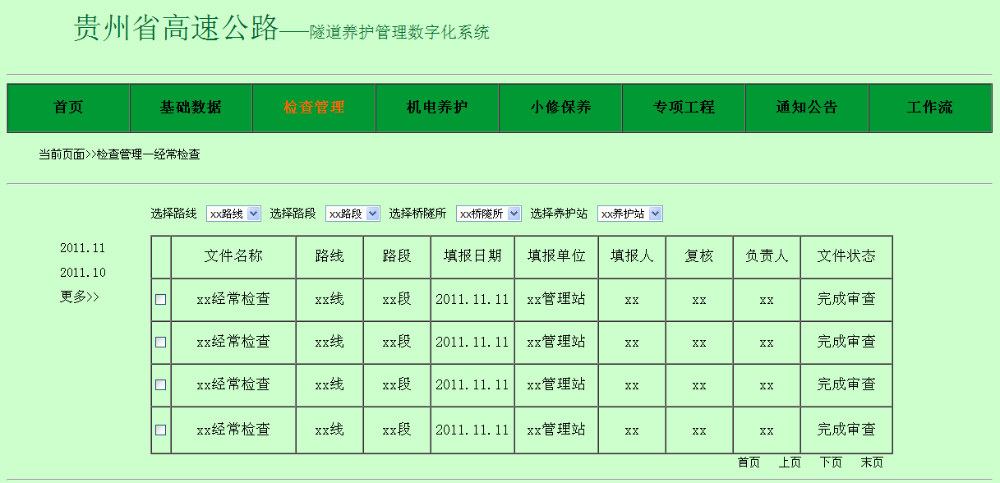 贵州省高速公路——隧道养护管理数字化系统
首页 基础数据 检查管理 机电养护 小修保养 专项工程 通知公告 工作流
当前页面>>检查管理—经常检查
选择路线 xx路线 选择路段 xx路段 选择桥隧所 xx桥隧所 选择养护站 xx养护站
2011.11
2011.10
更多>>
文件名称 路线 路段 填报日期 填报单位 填报人 复核 负责人 文件状态
xx经常检查 xx线 xx段 2011.11.11 xx管理站 xx xx xx 完成审查
xx经常检查 xx线 xx段 2011.11.11 xx管理站 xx xx xx 完成审查
xx经常检查 xx线 xx段 2011.11.11 xx管理站 xx xx xx 完成审查
xx经常检查 xx线 xx段 2011.11.11 xx管理站 xx xx xx 完成审查
首页 上页 下页 末页